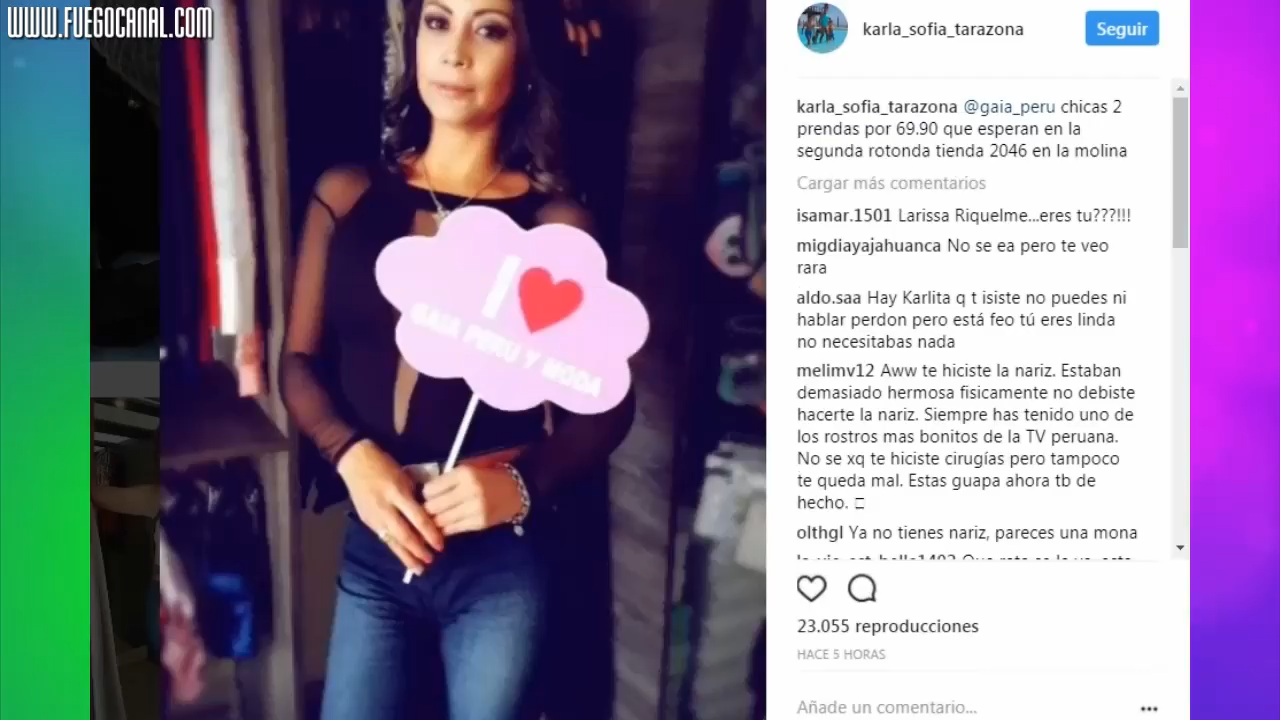 WWW.FUEGOCANAL.COM
I
GAIA PERU Y MODA
karla_sofia_tarazona
Seguir
karla_sofia_tarazona @gaia_peru chicas 2
prendas por 69.90 que esperan en la
segunda rotonda tienda 2046 en la molina
Cargar más comentarios
isamar.1501 Larissa Riquelme...eres tu???!!!
migdiayajahuanca No se ea pero te veo
rara
aldo.saa Hay Karlita q t isiste no puedes ni
hablar perdon pero está feo tú eres linda
no necesitabas nada
melimv12 Aww te hiciste la nariz. Estaban
demasiado hermosa fisicamente no debiste
hacerte la nariz. Siempre has tenido uno de
los rostros mas bonitos de la TV peruana.
No se xq te hiciste cirugías pero tampoco
te queda mal. Estas guapa ahora tb de
hecho.
olthgl Ya no tienes nariz, pareces una mona
23.055 reproducciones
HACE 5 HORAS
Añade un comentario...